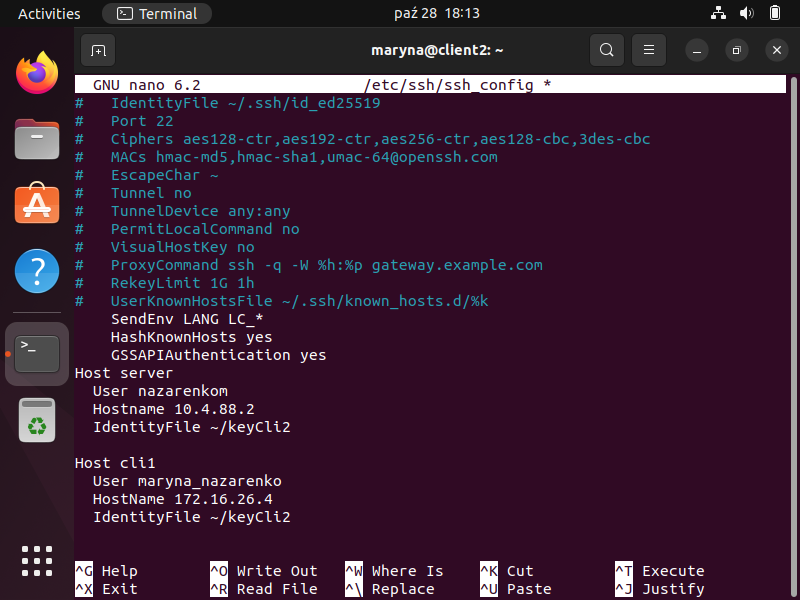 Activities Terminal paź 28 18:13
maryna@client2: ~
GNU nano 6.2 /etc/ssh/ssh_config *
#   IdentityFile ~/.ssh/id_ed25519
#   Port 22
#   Ciphers aes128-ctr,aes192-ctr,aes256-ctr,aes128-cbc,3des-cbc
#   MACs hmac-md5,hmac-sha1,umac-64@openssh.com
#   EscapeChar ~
#   Tunnel no
#   TunnelDevice any:any
#   PermitLocalCommand no
#   VisualHostKey no
#   ProxyCommand ssh -q -W %h:%p gateway.example.com
#   RekeyLimit 1G 1h
#   UserKnownHostsFile ~/.ssh/known_hosts.d/%k
    SendEnv LANG LC_*
    HashKnownHosts yes
    GSSAPIAuthentication yes
Host server
  User nazarenkom
  Hostname 10.4.88.2
  IdentityFile ~/keyCli2
Host cli1
  User maryna_nazarenko
  HostName 172.16.26.4
  IdentityFile ~/keyCli2
^G Help ^O Write Out ^W Where Is ^K Cut ^T Execute
^X Exit ^R Read File ^\ Replace ^U Paste ^J Justify